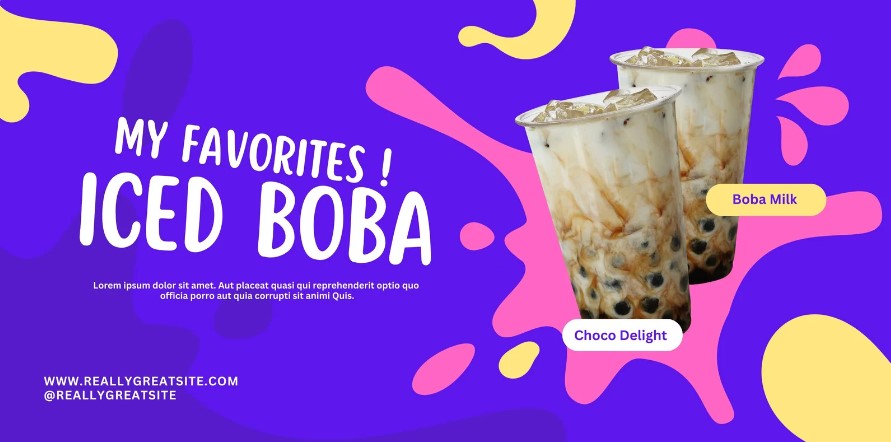 MY FAVORITES !
ICED BOBA
Lorem ipsum dolor sit amet. Aut placeat quasi qui reprehenderit optio quo
officia porro aut quia corrupti sit animi Quis.
WWW.REALLYGREATSITE.COM
@REALLYGREATSITE
Boba Milk
Choco Delight